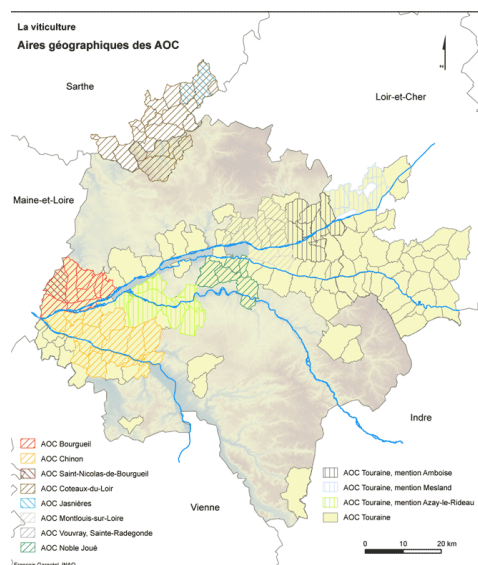 La viticulture
Aires géographiques des AOC
N
Sarthe
Loir-et-Cher
Maine-et-Loire
Indre
Vienne
AOC Bourgueil
AOC Chinon
AOC Saint-Nicolas-de-Bourgueil
AOC Coteaux-du-Loir
AOC Jasnières
AOC Montlouis-sur-Loire
AOC Vouvray, Sainte-Radegonde
AOC Noble Joué
AOC Touraine, mention Amboise
AOC Touraine, mention Mesland
AOC Touraine, mention Azay-le-Rideau
AOC Touraine
0 10 20 km